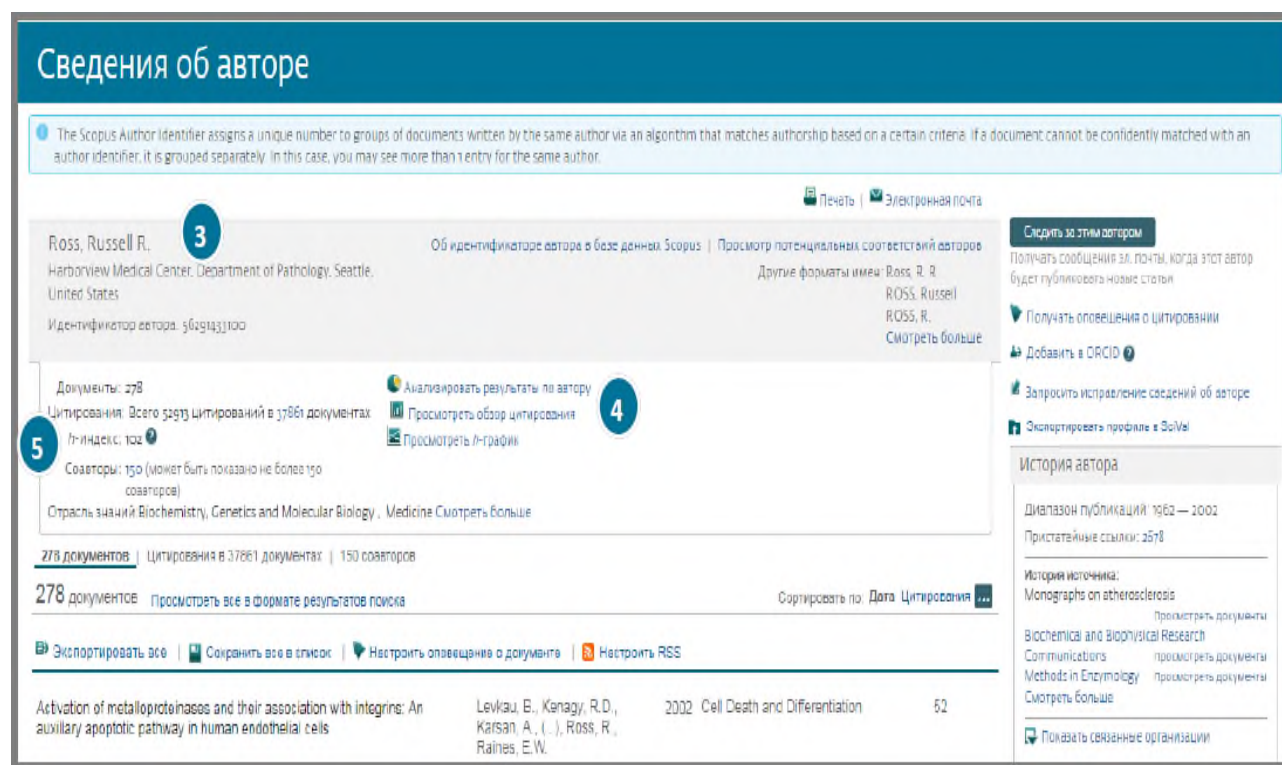 Сведения об авторе
The Scopus Author Identifier assigns a unique number to groups of documents written by the same author via an algorithm that matches authorship based on a certain criteria. If a document cannot be confidently matched with an
author identifier, it is grouped separately. In this case, you may see more than 1 entry for the same author.
Печать | Электронная почта
Ross, Russell R.
3
Harborview Medical Center, Department of Pathology, Seattle,
United States
Идентификатор автора: 56291433100
Об идентификаторе автора в базе данных Scopus | Просмотр потенциальных соответствий авторов
Другие форматы имен: Ross, R. R.
ROSS, Russell
ROSS, R.
Смотреть больше
Документы: 278
Цитирования: Всего 52913 цитирований в 37861 документах
5
h-индекс: 102
Соавторы: 150 (может быть показано не более 150
соавторов)
Отрасль знаний Biochemistry, Genetics and Molecular Biology , Medicine Смотреть больше
Анализировать результаты по автору
Просмотреть обзор цитирования
Просмотреть h-график
4
278 документов | Цитирования в 37861 документах | 150 соавторов
278 документов Просмотреть все в формате результатов поиска
Сортировать по: Дата Цитирования ...
Экспортировать все | Сохранить все в список | Настроить оповещение о документе | Настроить RSS
Activation of metalloproteinases and their association with integrins: An
auxillary apoptotic pathway in human endothelial cells
Levkau, B., Kenagy, R.D.,
Karsan, A., (...), Ross, R.,
Raines, E.W.
2002 Cell Death and Differentiation 52
Следить за этим автором
Получать сообщения эл. почты, когда этот автор
будет публиковать новые статьи
Получать оповещения о цитировании
Добавить в ORCID ?
Запросить исправление сведений об авторе
Экспортировать профиль в SciVal
История автора
Диапазон публикаций: 1962 — 2002
Пристатейные ссылки: 2678
История источника:
Monographs on atherosclerosis
Просмотреть документы
Biochemical and Biophysical Research
Communications просмотреть документы
Methods in Enzymology просмотреть документы
Смотреть больше
Показать связанные организации